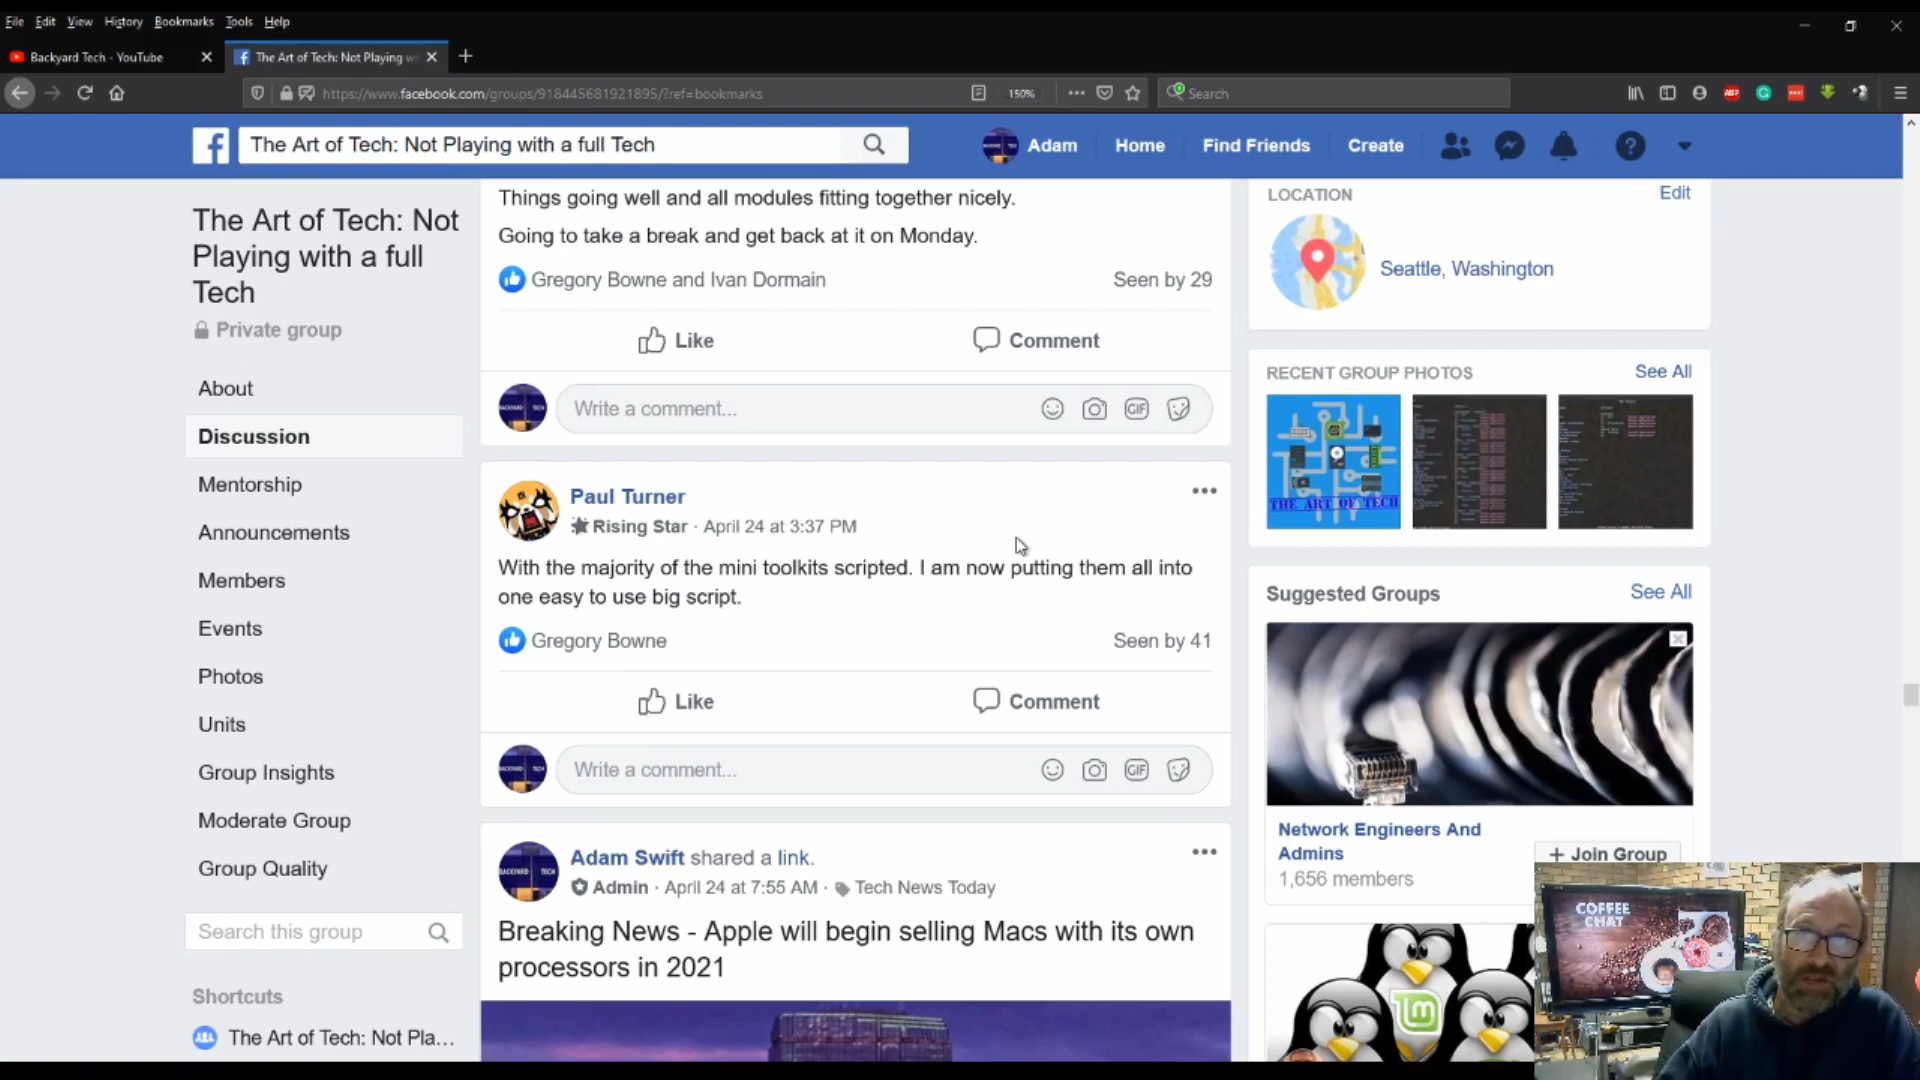 File Edit View History Bookmarks Tools Help
Backyard Tech - YouTube
The Art of Tech: Not Playing wi
https://www.facebook.com/groups/918445681921895/?ref=bookmarks
150%
Search
The Art of Tech: Not Playing with a full Tech
Adam
Home
Find Friends
Create
The Art of Tech: Not
Playing with a full
Tech
Private group
About
Discussion
Mentorship
Announcements
Members
Events
Photos
Units
Group Insights
Moderate Group
Group Quality
Search this group
Shortcuts
The Art of Tech: Not Pla...
Things going well and all modules fitting together nicely.
Going to take a break and get back at it on Monday.
Gregory Bowne and Ivan Dormain
Seen by 29
Like
Comment
BACKYARD TECH
Write a comment...
GIF
Paul Turner
Rising Star · April 24 at 3:37 PM
With the majority of the mini toolkits scripted. I am now putting them all into
one easy to use big script.
Gregory Bowne
Seen by 41
Like
Comment
BACKYARD TECH
Write a comment...
GIF
BACKYARD TECH
Adam Swift shared a link.
Admin · April 24 at 7:55 AM · Tech News Today
Breaking News - Apple will begin selling Macs with its own
processors in 2021
LOCATION
Edit
Seattle, Washington
RECENT GROUP PHOTOS
See All
THE ART OF TECH
Suggested Groups
See All
Network Engineers And
Admins
1,656 members
+ Join Group
COFFEE
CHAT